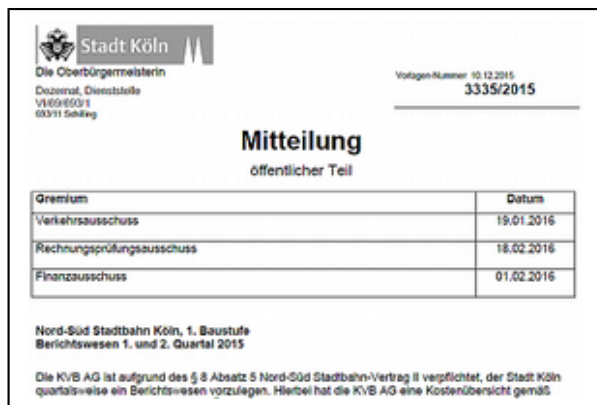 Stadt Köln
Die Oberbürgermeisterin
Dezernat, Dienststelle
VI/69/693/1
693/11 Schilling
Vorlagen-Nummer 10.12.2015
3335/2015
Mitteilung
öffentlicher Teil
Gremium Datum
Verkehrsausschuss 19.01.2016
Rechnungsprüfungsausschuss 18.02.2016
Finanzausschuss 01.02.2016
Nord-Süd Stadtbahn Köln, 1. Baustufe
Berichtswesen 1. und 2. Quartal 2015
Die KVB AG ist aufgrund des § 8 Absatz 5 Nord-Süd Stadtbahn-Vertrag II verpflichtet, der Stadt Köln
quartalsweise ein Berichtswesen vorzulegen. Hierbei hat die KVB AG eine Kostenübersicht gemäß